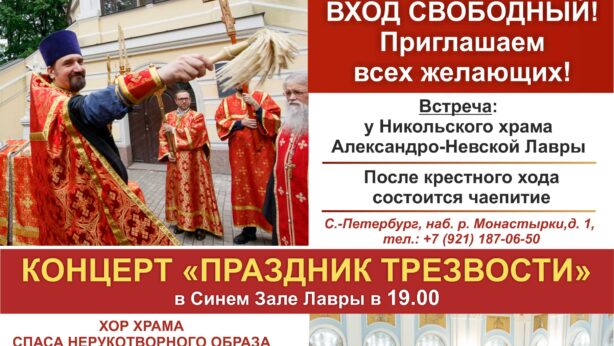 ВХОД СВОБОДНЫЙ!
Приглашаем
всех желающих!
Встреча:
у Никольского храма
Александро-Невской Лавры
После крестного хода
состоится чаепитие
С.-Петербург, наб. р. Монастырки,д. 1,
тел.: +7 (921) 187-06-50
КОНЦЕРТ «ПРАЗДНИК ТРЕЗВОСТИ»
в Синем Зале Лавры в 19.00
ХОР ХРАМА
СПАСА НЕРУКОТВОРНОГО ОБРАЗА